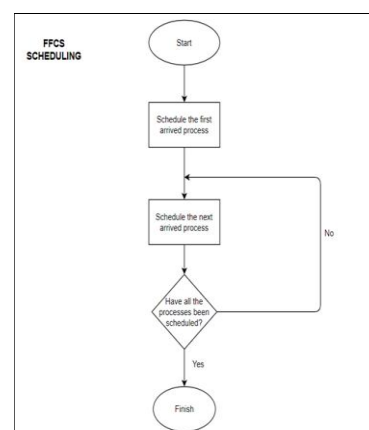 FFCS
SCHEDULING
Start
Schedule the first
arrived process
Schedule the next
arrived process
No
Have all the
processes been
scheduled?
Yes
Finish